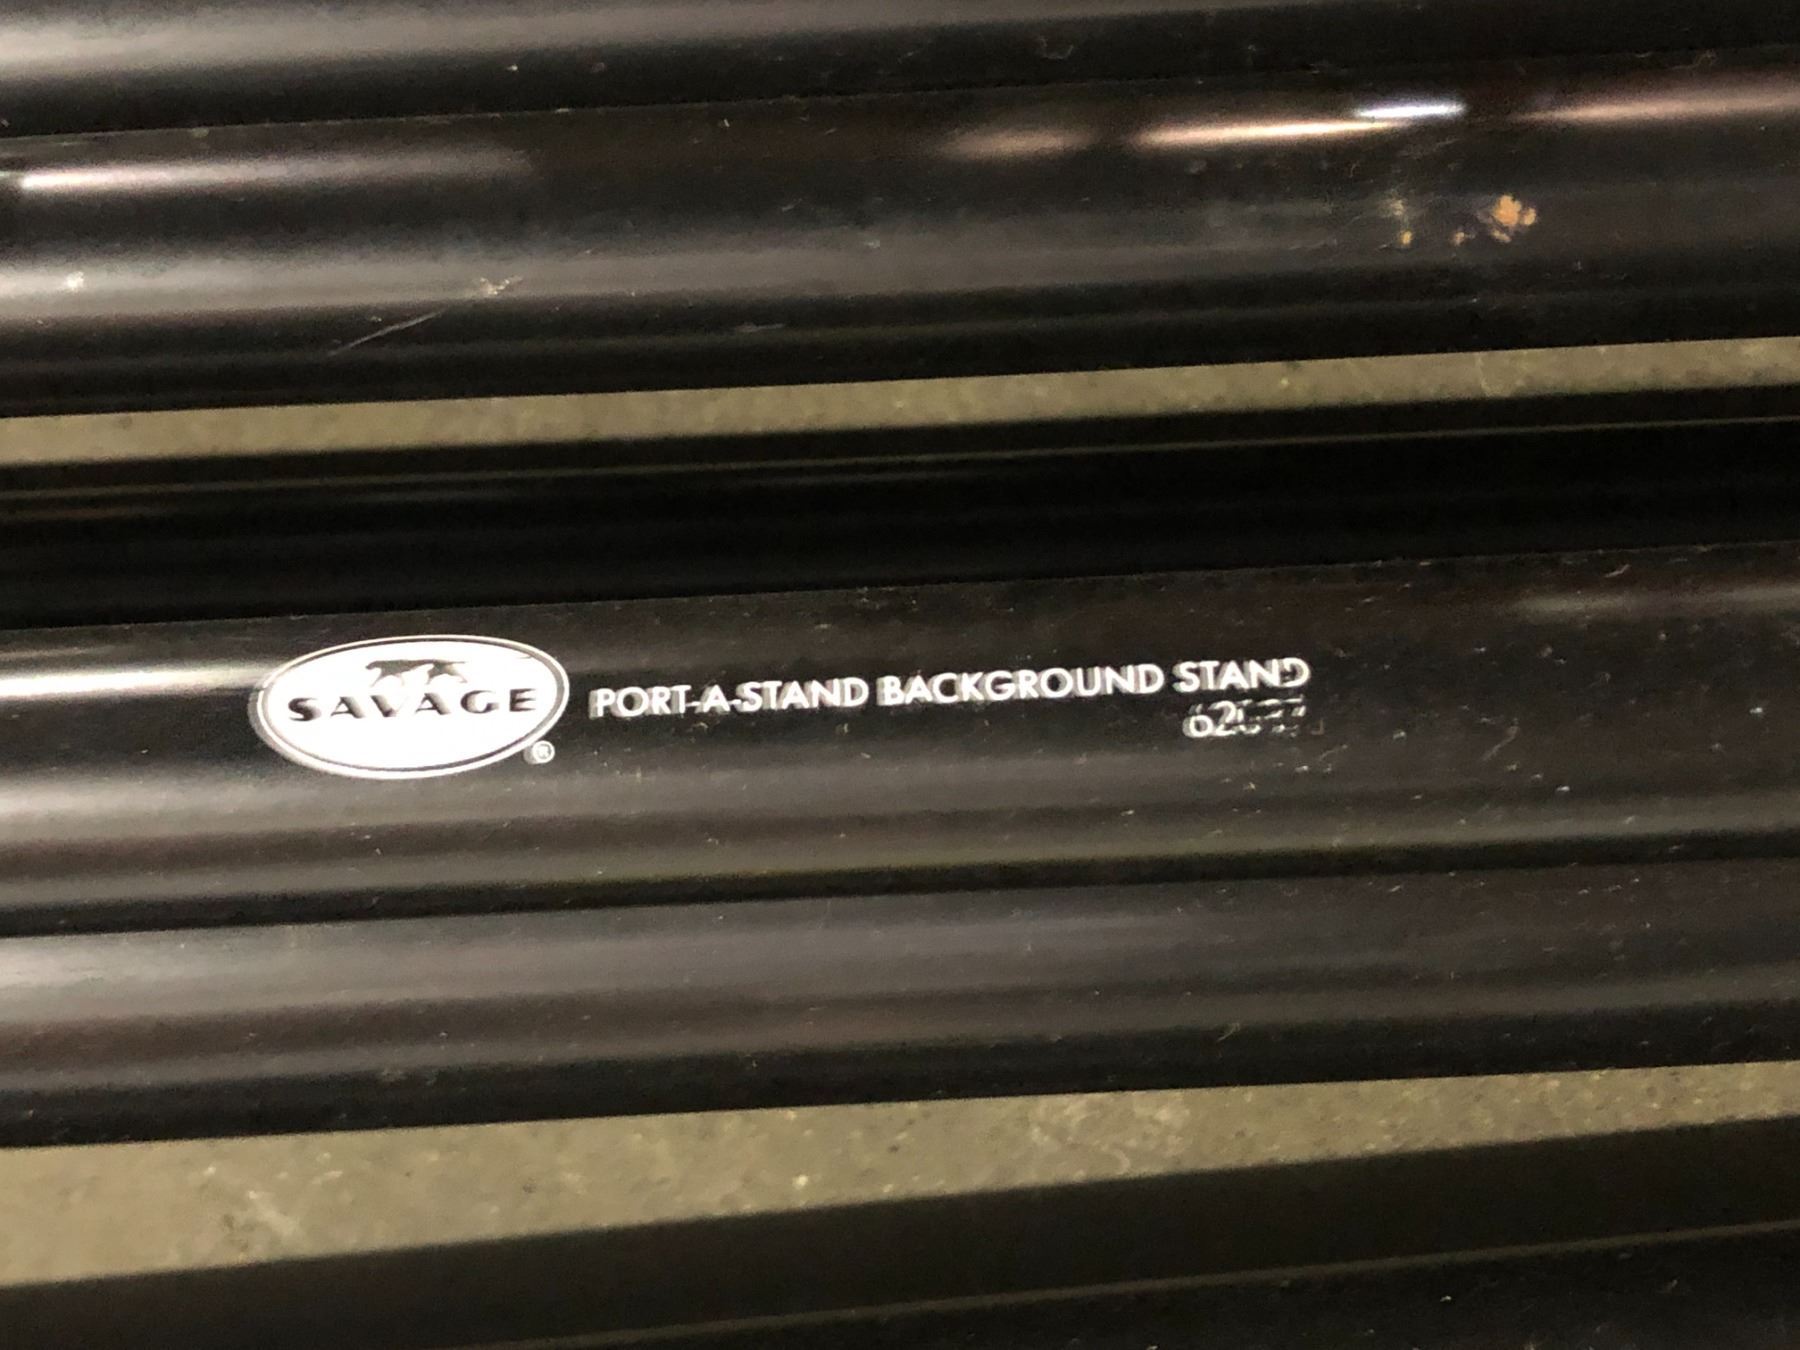 SAVAGE
®
PORT-A-STAND BACKGROUND STAND